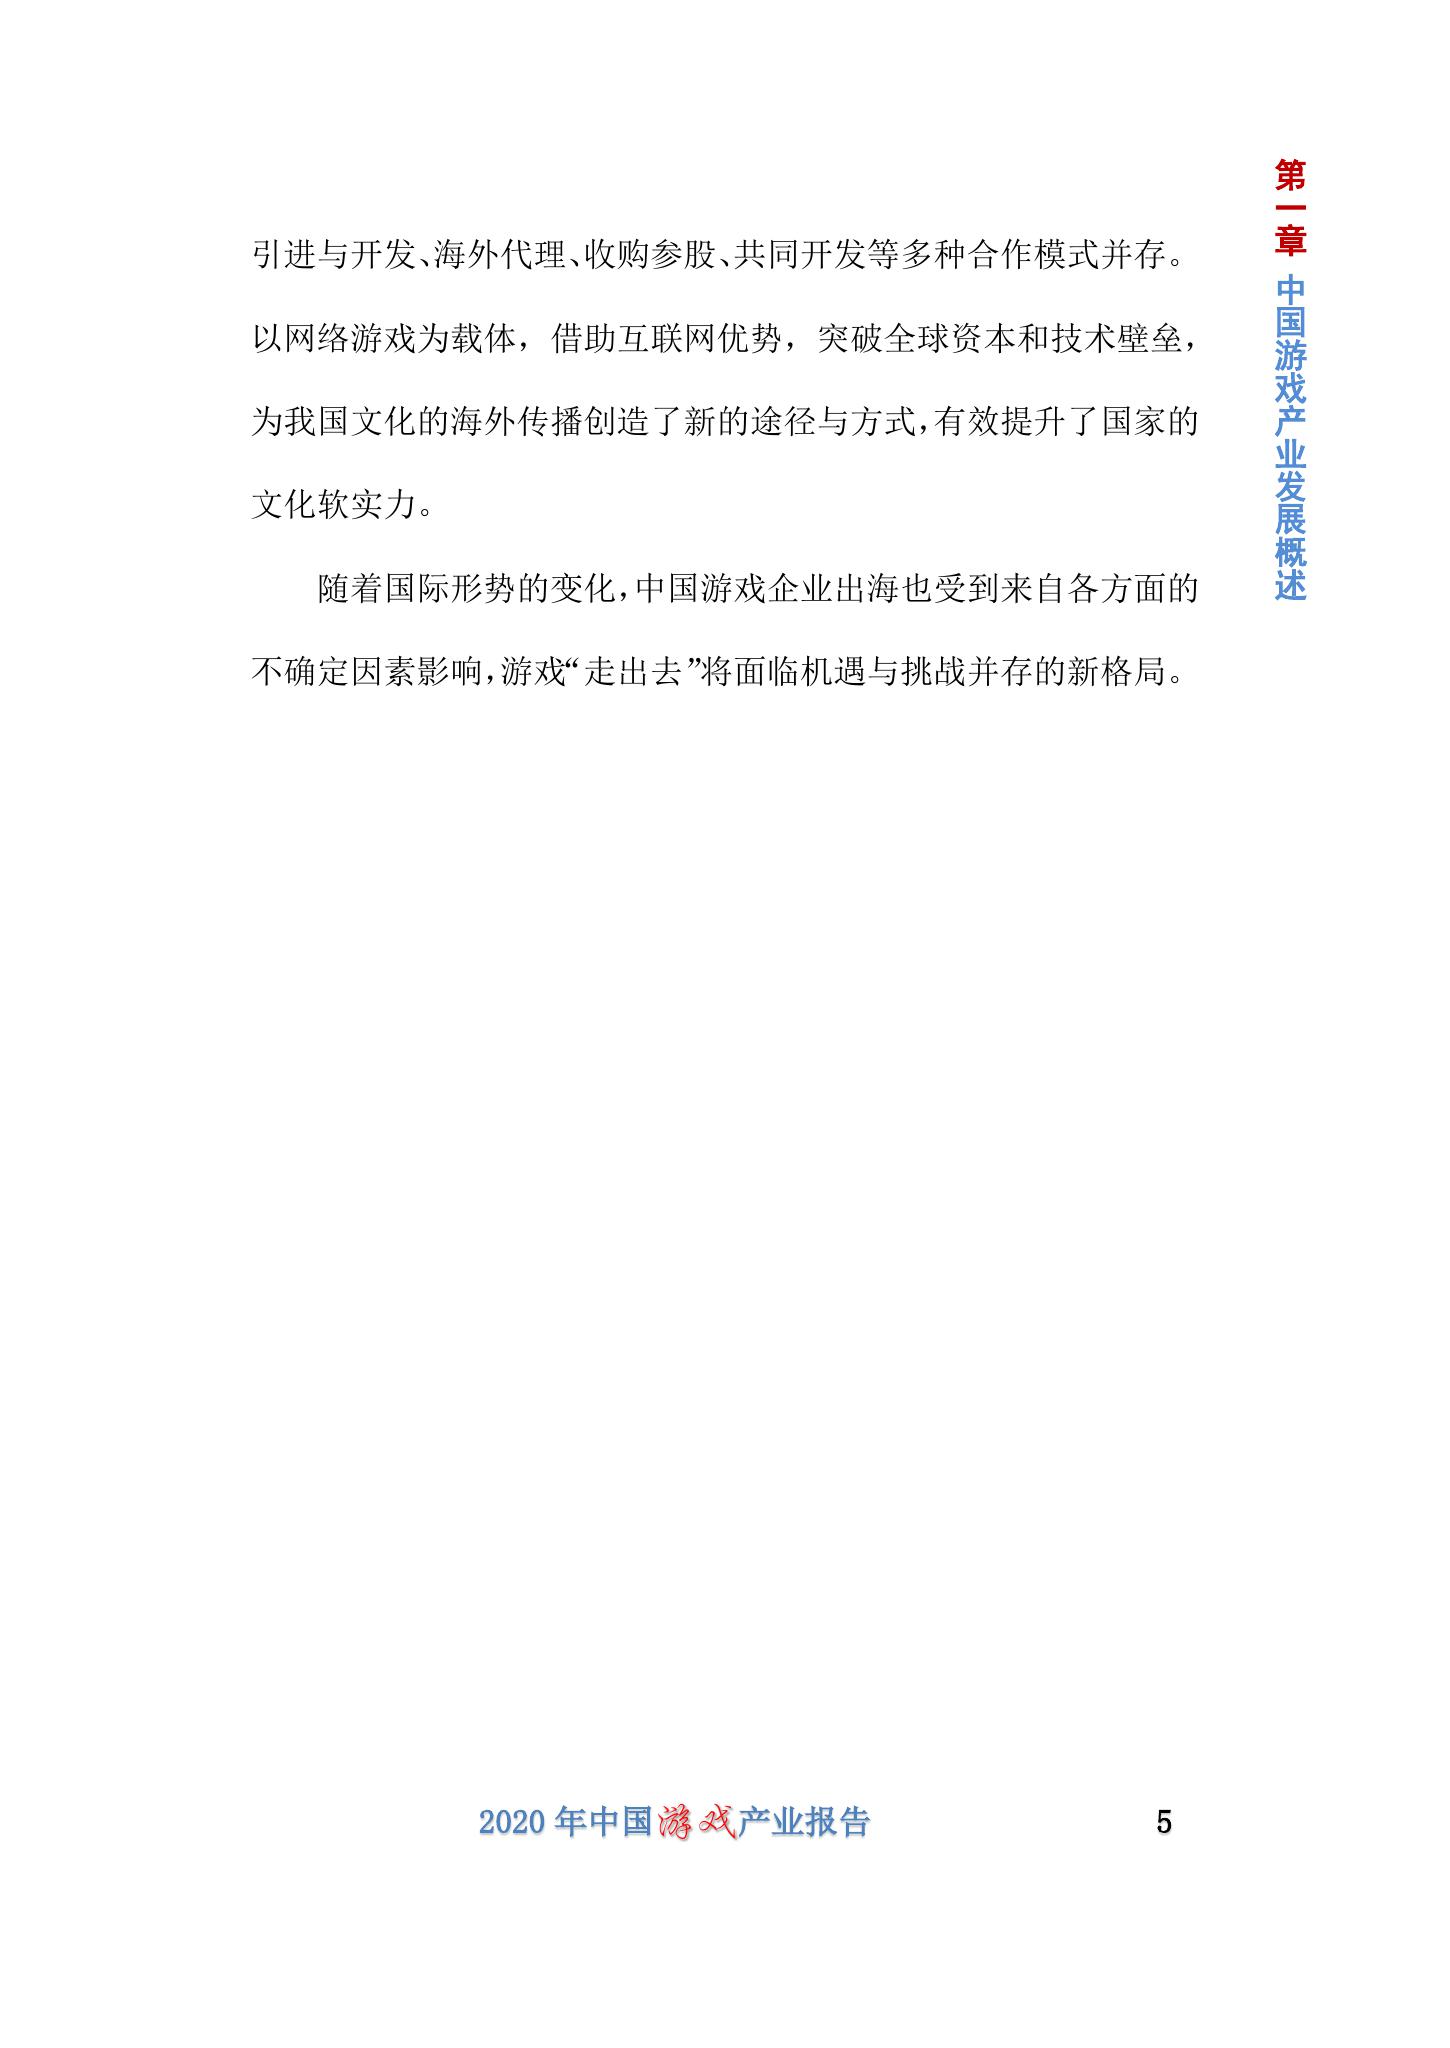 引进与开发、海外代理、收购参股、共同开发等多种合作模式并存。
以网络游戏为载体，借助互联网优势，突破全球资本和技术壁垒，
为我国文化的海外传播创造了新的途径与方式，有效提升了国家的
文化软实力。
随着国际形势的变化，中国游戏企业出海也受到来自各方面的
不确定因素影响，游戏“走出去”将面临机遇与挑战并存的新格局。
第一章 中国游戏产业发展概述
2020 年中国游戏产业报告
5